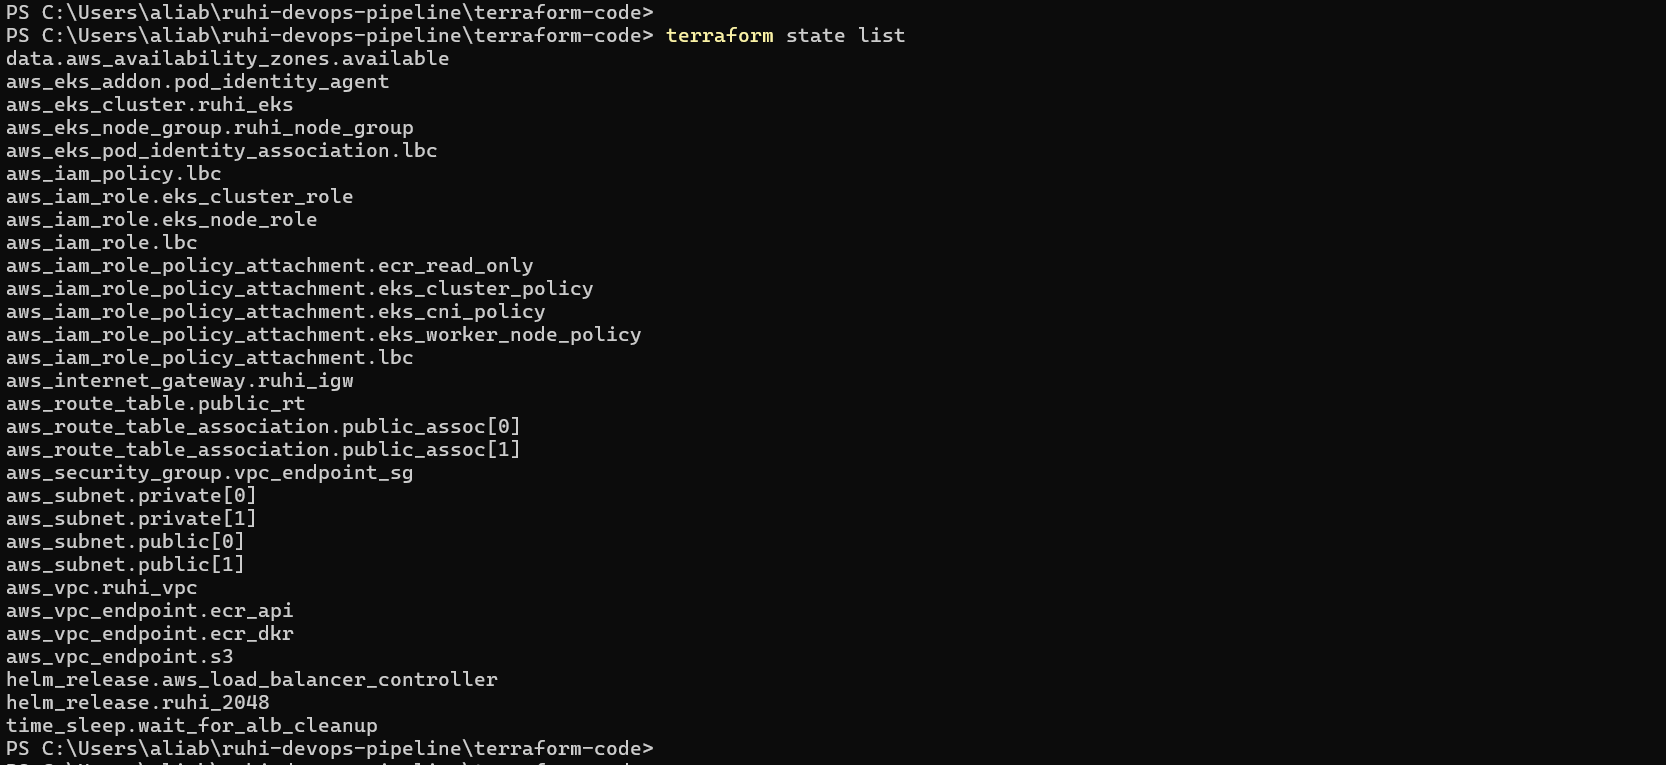 PS C:\Users\aliab\ruhi-devops-pipeline\terraform-code>
PS C:\Users\aliab\ruhi-devops-pipeline\terraform-code> terraform state list
data.aws_availability_zones.available
aws_eks_addon.pod_identity_agent
aws_eks_cluster.ruhi_eks
aws_eks_node_group.ruhi_node_group
aws_eks_pod_identity_association.lbc
aws_iam_policy.lbc
aws_iam_role.eks_cluster_role
aws_iam_role.eks_node_role
aws_iam_role.lbc
aws_iam_role_policy_attachment.ecr_read_only
aws_iam_role_policy_attachment.eks_cluster_policy
aws_iam_role_policy_attachment.eks_cni_policy
aws_iam_role_policy_attachment.eks_worker_node_policy
aws_iam_role_policy_attachment.lbc
aws_internet_gateway.ruhi_igw
aws_route_table.public_rt
aws_route_table_association.public_assoc[0]
aws_route_table_association.public_assoc[1]
aws_security_group.vpc_endpoint_sg
aws_subnet.private[0]
aws_subnet.private[1]
aws_subnet.public[0]
aws_subnet.public[1]
aws_vpc.ruhi_vpc
aws_vpc_endpoint.ecr_api
aws_vpc_endpoint.ecr_dkr
aws_vpc_endpoint.s3
helm_release.aws_load_balancer_controller
helm_release.ruhi_2048
time_sleep.wait_for_alb_cleanup
PS C:\Users\aliab\ruhi-devops-pipeline\terraform-code>